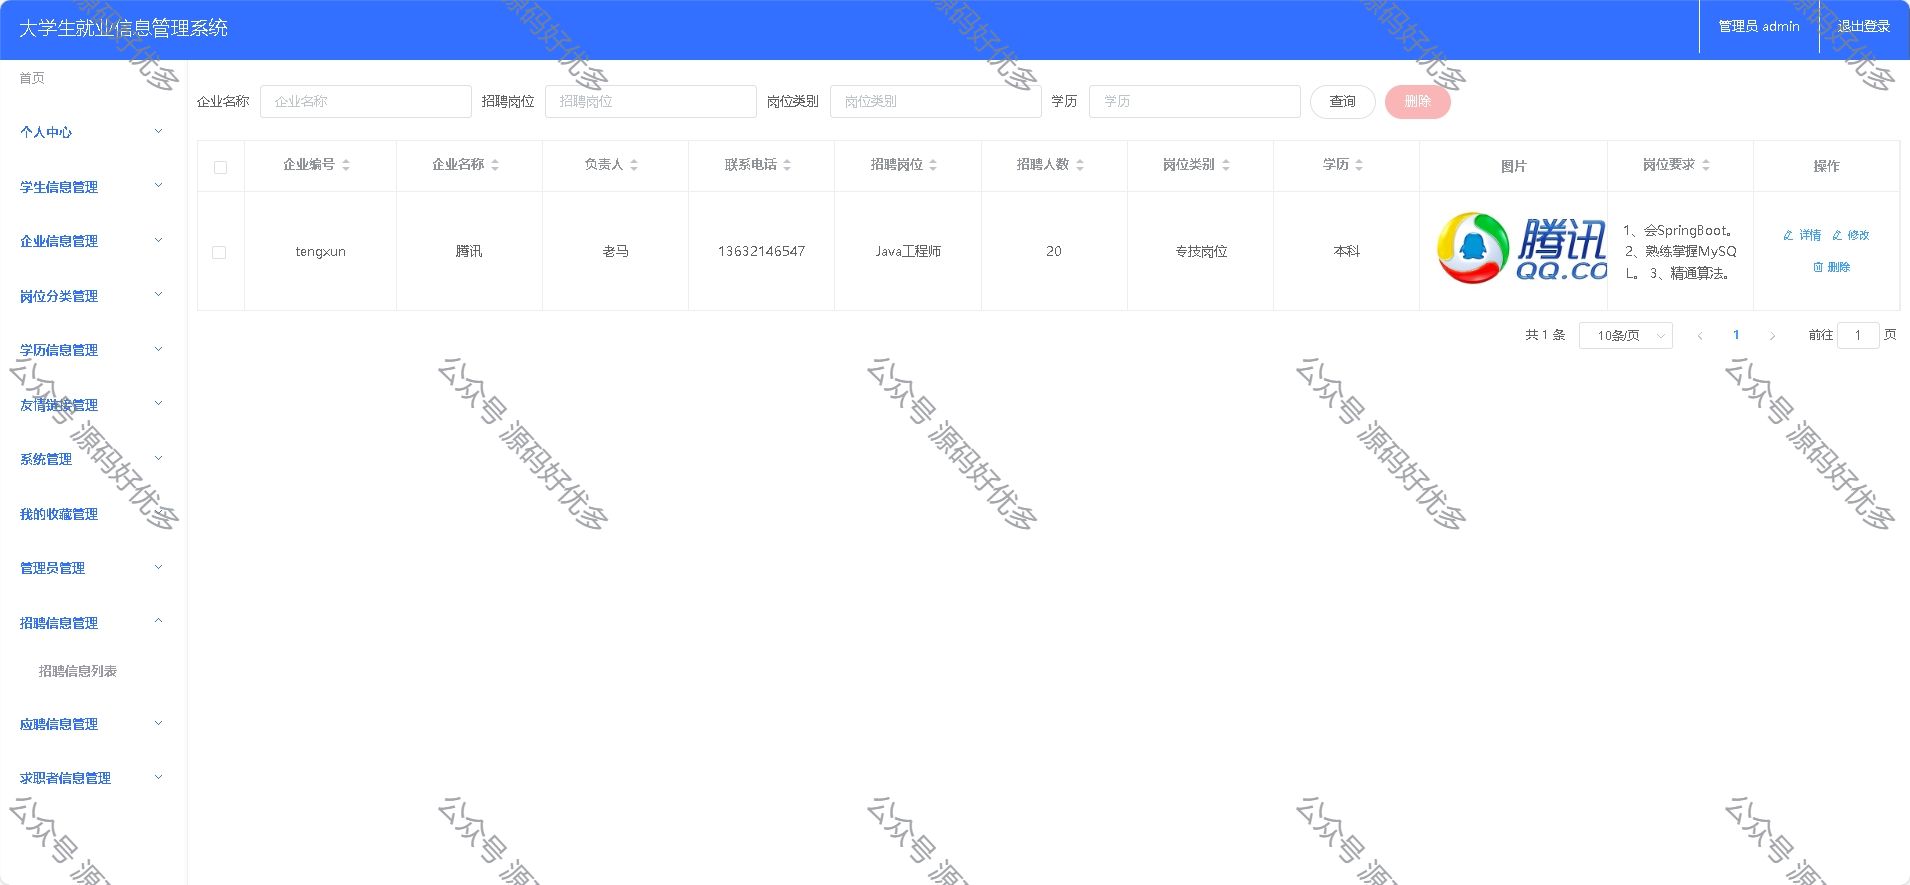 大学生就业信息管理系统
管理员 admin
退出登录
首页
个人中心
学生信息管理
企业信息管理
岗位分类管理
学历信息管理
友情链接管理
系统管理
我的收藏管理
管理员管理
招聘信息管理
招聘信息列表
应聘信息管理
求职者信息管理
企业名称 企业名称 招聘岗位 招聘岗位 岗位类别 岗位类别 学历 学历 查询 删除
企业编号 企业名称 负责人 联系电话 招聘岗位 招聘人数 岗位类别 学历 图片 岗位要求 操作
tengxun 腾讯 老马 13632146547 Java工程师 20 专技岗位 本科
腾讯
QQ.CO
1、会SpringBoot。
2、熟练掌握MySQ
L。 3、精通算法。
详情 修改
删除
共 1 条 10条/页 1 前往 1 页
源码好优多
源码好优多
源码好优多
源码好优多
源码好优多
公众号 源码好优多
公众号 源码好优多
公众号 源码好优多
公众号 源码好优多
公众号 源码好优多
公众号 源码
公众号 源码
公众号 源码
公众号 源码
公众号 源码